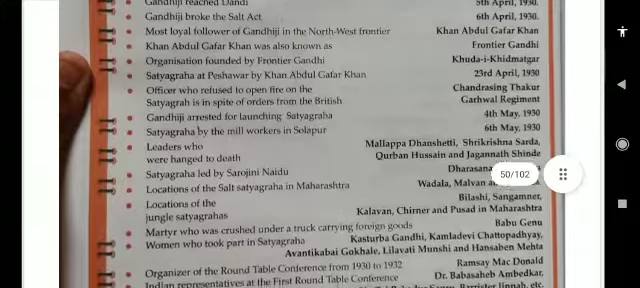 Gandhiji reached Dandi 5th April, 1930.
Gandhiji broke the Salt Act 6th April, 1930.
Most loyal follower of Gandhiji in the North-West frontier Khan Abdul Gafar Khan
Khan Abdul Gafar Khan was also known as Frontier Gandhi
Organisation founded by Frontier Gandhi Khuda-i-Khidmatgar
Satyagraha at Peshawar by Khan Abdul Gafar Khan 23rd April, 1930
Officer who refused to open fire on the Chandrasing Thakur
Satyagrah is in spite of orders from the British Garhwal Regiment
Gandhiji arrested for launching Satyagraha 4th May, 1930
Satyagraha by the mill workers in Solapur 6th May, 1930
Leaders who Mallappa Dhanshetti, Shrikrishna Sarda,
were hanged to death Qurban Hussain and Jagannath Shinde
Satyagraha led by Sarojini Naidu
50/102
Locations of the Salt satyagraha in Maharashtra Wadala, Malvan
Locations of the Bilashi, Sangamner,
jungle satyagrahas Kalavan, Chirner and Pusad in Maharashtra
Martyr who was crushed under a truck carrying foreign goods Babu Genu
Women who took part in Satyagraha Kasturba Gandhi, Kamladevi Chattopadhyay,
Avantikabai Gokhale, Lilavati Munshi and Hansaben Mehta
Organizer of the Round Table Conference from 1930 to 1932 Ramsay Mac Donald
Indian representatives at the First Round Table Conference Dr. Babasaheb Ambedkar,
Barrister Jinnah, etc.